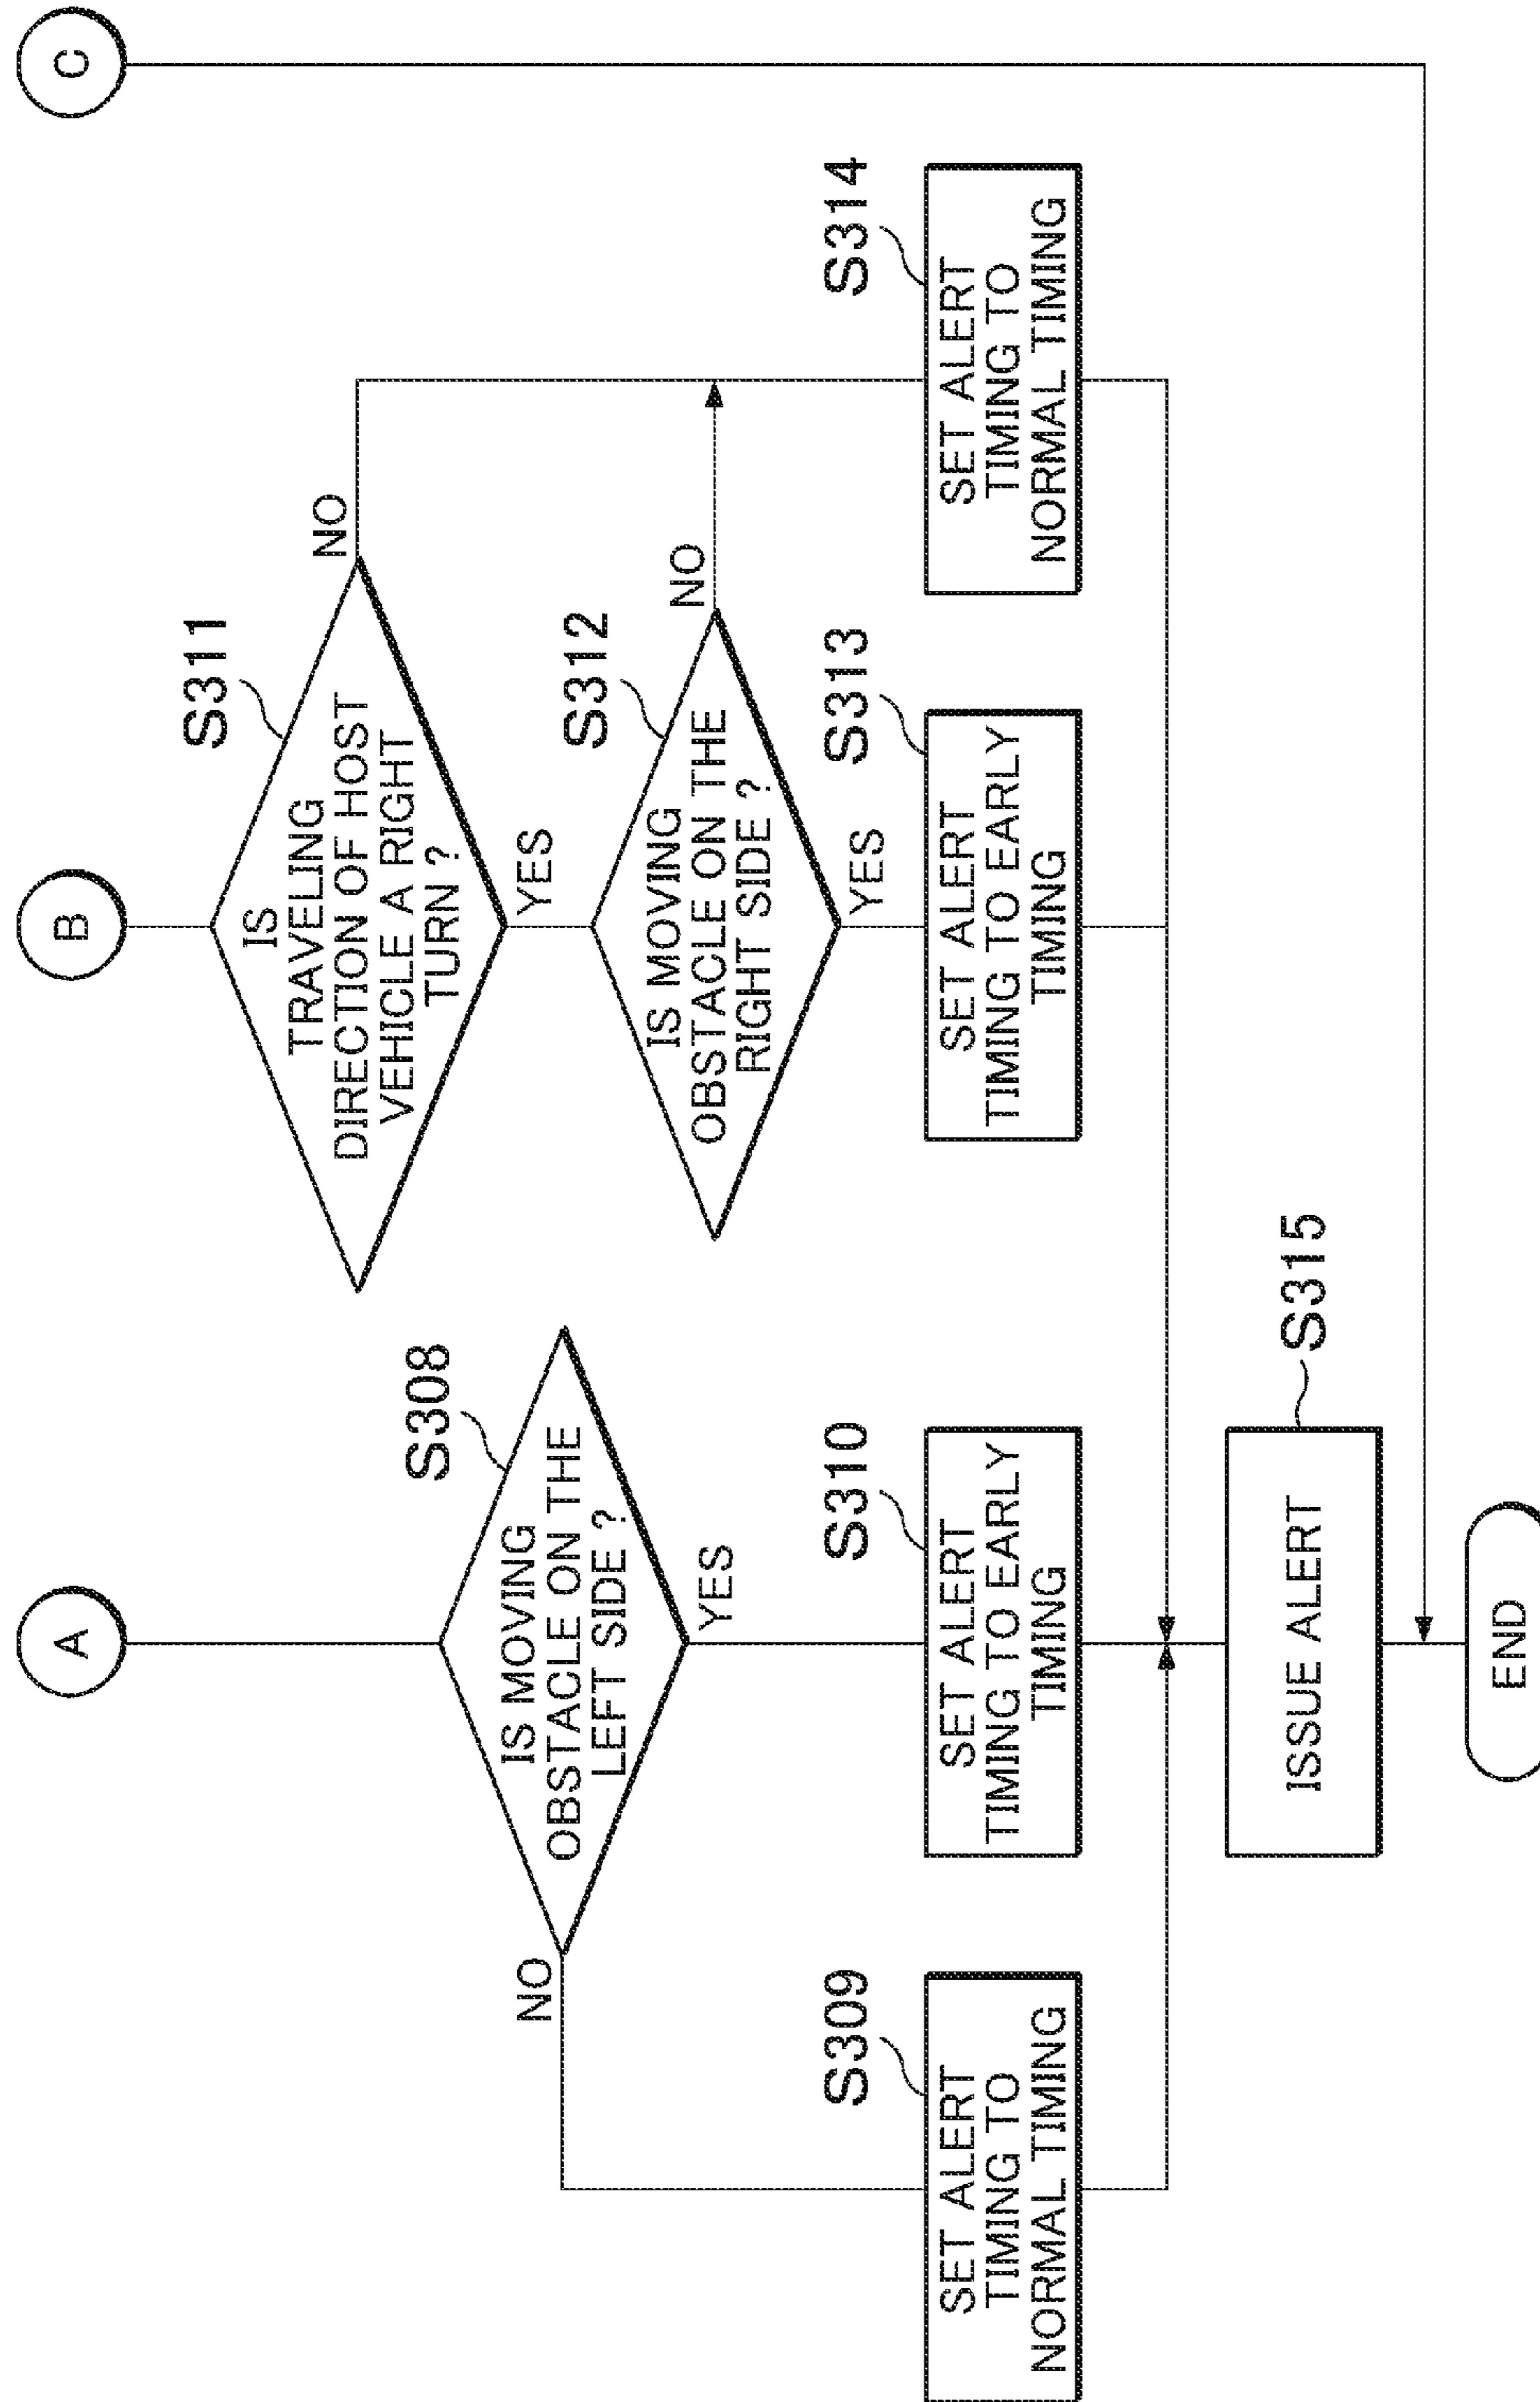 A
B
C
IS MOVING
OBSTACLE ON THE
LEFT SIDE ?
S308
NO
YES
SET ALERT
TIMING TO
NORMAL TIMING
S309
SET ALERT
TIMING TO EARLY
TIMING
S310
IS
TRAVELING
DIRECTION OF HOST
VEHICLE A RIGHT
TURN ?
S311
NO
YES
IS MOVING
OBSTACLE ON THE
RIGHT SIDE ?
S312
NO
YES
SET ALERT
TIMING TO EARLY
TIMING
S313
SET ALERT
TIMING TO
NORMAL TIMING
S314
ISSUE ALERT
S315
END